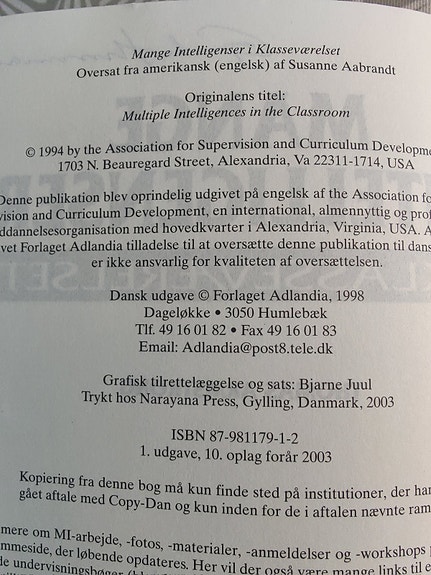 Mange Intelligenser i Klasseværelset
Oversat fra amerikansk (engelsk) af Susanne Aabrandt
Originalens titel:
Multiple Intelligences in the Classroom
© 1994 by the Association for Supervision and Curriculum Developme
1703 N. Beauregard Street, Alexandria, Va 22311-1714, USA
Denne publikation blev oprindelig udgivet på engelsk af the Association fo
vision and Curriculum Development, en international, almennyttig og prof
ddannelsesorganisation med hovedkvarter i Alexandria, Virginia, USA. A
vet Forlaget Adlandia tilladelse til at oversætte denne publikation til dans
er ikke ansvarlig for kvaliteten af oversættelsen.
Dansk udgave © Forlaget Adlandia, 1998
Dageløkke • 3050 Humlebæk
Tlf. 49 16 01 82 • Fax 49 16 01 83
Email: Adlandia@post8.tele.dk
Grafisk tilrettelæggelse og sats: Bjarne Juul
Trykt hos Narayana Press, Gylling, Danmark, 2003
ISBN 87-981179-1-2
1. udgave, 10. oplag forår 2003
Kopiering fra denne bog må kun finde sted på institutioner, der har
gået aftale med Copy-Dan og kun inden for de i aftalen nævnte ram
mere om MI-arbejde, -fotos, -materialer, -anmeldelser og -workshops p
mmeside, der løbende opdateres. Her vil der også være mange links til e
de undervisningsbøger